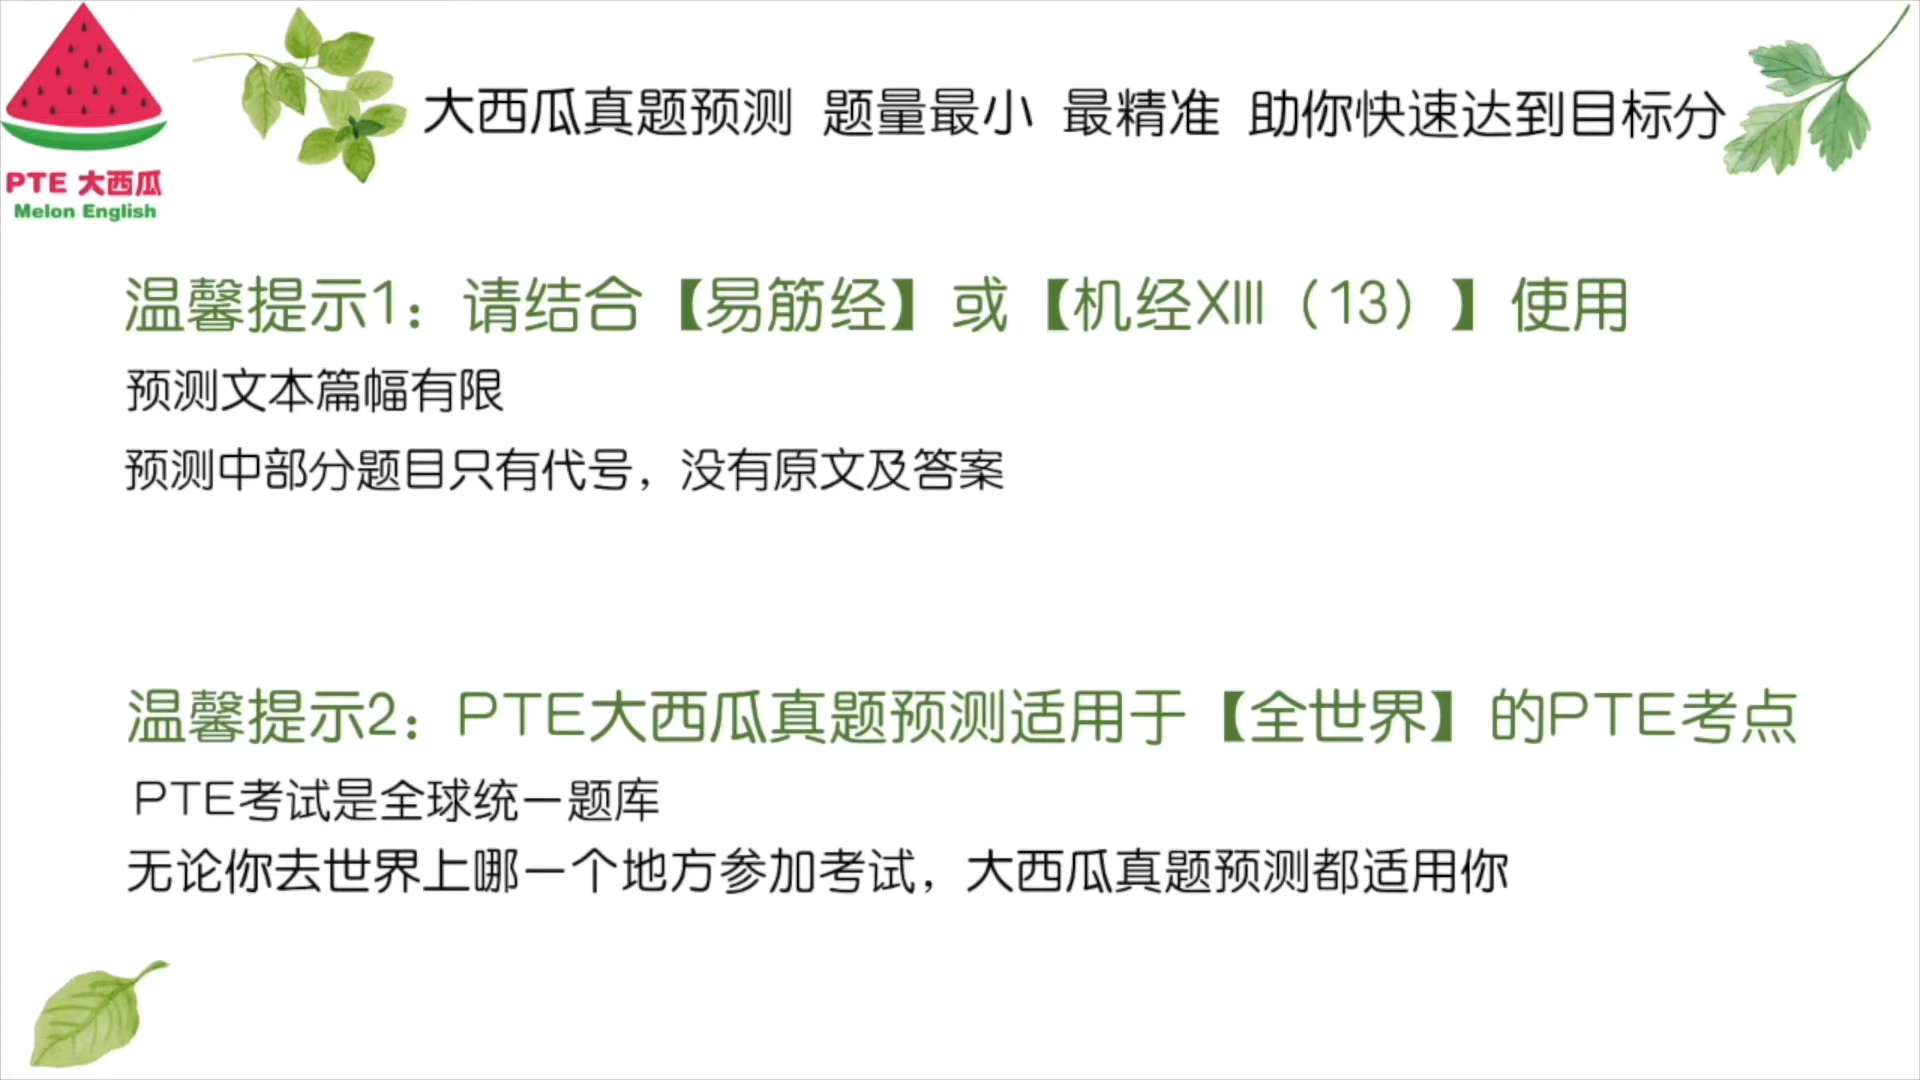 PTE 大西瓜
Melon English
大西瓜真题预测 题量最小 最精准 助你快速达到目标分
温馨提示1：请结合【易筋经】或【机经XIII（13）】使用
预测文本篇幅有限
预测中部分题目只有代号，没有原文及答案
温馨提示2：PTE大西瓜真题预测适用于【全世界】的PTE考点
PTE考试是全球统一题库
无论你去世界上哪一个地方参加考试，大西瓜真题预测都适用你